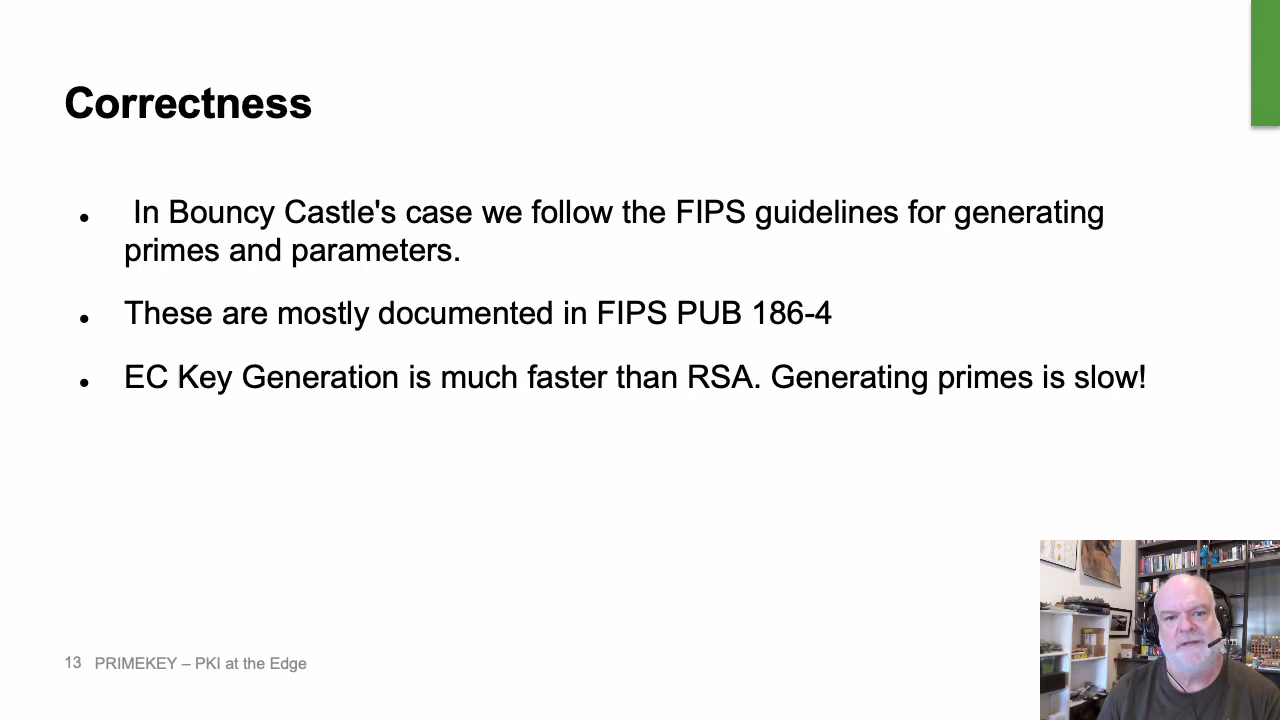 Correctness
• In Bouncy Castle's case we follow the FIPS guidelines for generating
primes and parameters.
• These are mostly documented in FIPS PUB 186-4
• EC Key Generation is much faster than RSA. Generating primes is slow!
13 PRIMEKEY – PKI at the Edge